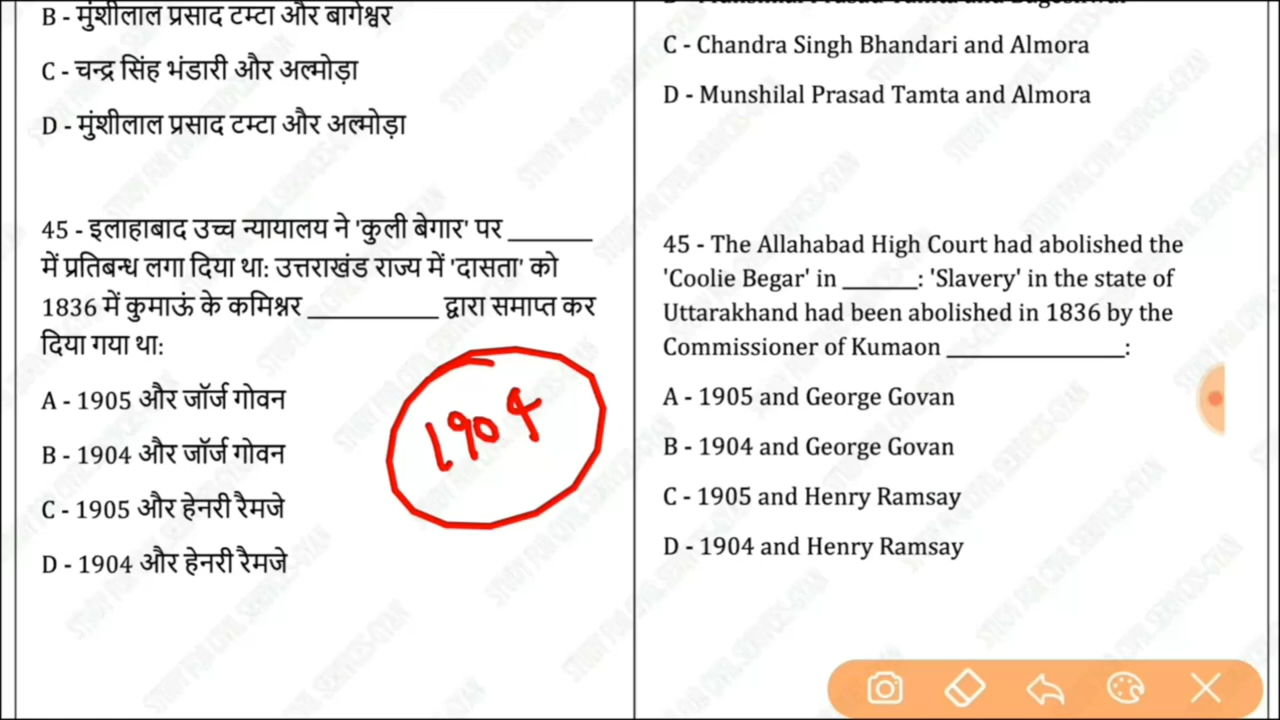 B - मुंशीलाल प्रसाद टम्टा और बागेश्वर
C - चन्द्र सिंह भंडारी और अल्मोड़ा
D - मुंशीलाल प्रसाद टम्टा और अल्मोड़ा
45 - इलाहाबाद उच्च न्यायालय ने 'कुली बेगार' पर _______
में प्रतिबन्ध लगा दिया था: उत्तराखंड राज्य में 'दासता' को
1836 में कुमाऊं के कमिश्नर ___________ द्वारा समाप्त कर
दिया गया था:
A - 1905 और जॉर्ज गोवन
B - 1904 और जॉर्ज गोवन
C - 1905 और हेनरी रैमजे
D - 1904 और हेनरी रैमजे
1904
C - Chandra Singh Bhandari and Almora
D - Munshilal Prasad Tamta and Almora
45 - The Allahabad High Court had abolished the
'Coolie Begar' in ______: 'Slavery' in the state of
Uttarakhand had been abolished in 1836 by the
Commissioner of Kumaon _______________:
A - 1905 and George Govan
B - 1904 and George Govan
C - 1905 and Henry Ramsay
D - 1904 and Henry Ramsay